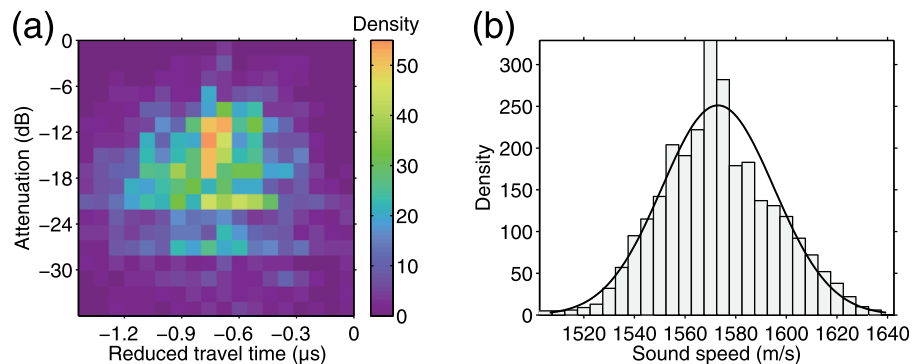 (a)
Density
0
−6
−12
−18
−24
−30
Attenuation (dB)
−1.2 −0.9 −0.6 −0.3 0
Reduced travel time (µs)
50
40
30
20
10
0
(b)
300
250
200
150
100
50
0
Density
1520 1540 1560 1580 1600 1620 1640
Sound speed (m/s)